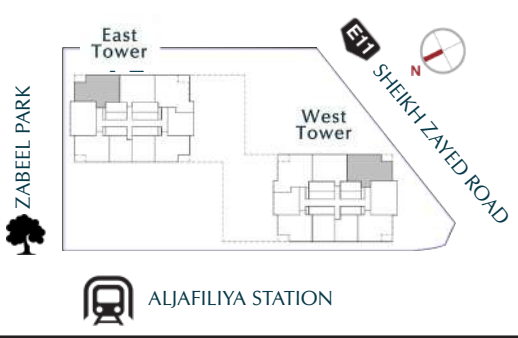 East
Tower
E11
N
SHEIKH ZAYED ROAD
ZABEEL PARK
West
Tower
ALJAFILIYA STATION